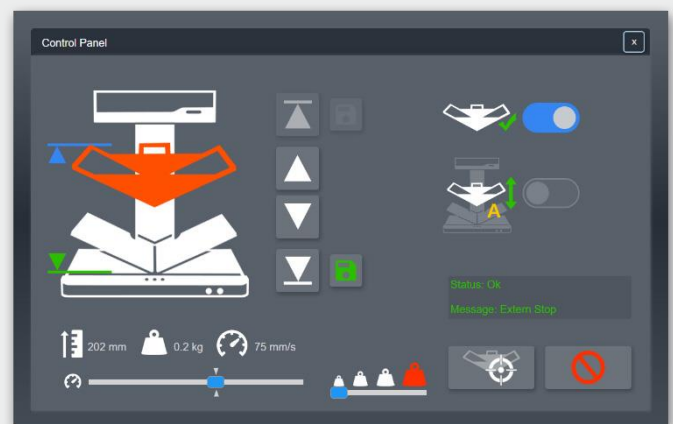 Control Panel
x
A
Status: Ok
Message: Extern Stop
202 mm
0.2 kg
75 mm/s